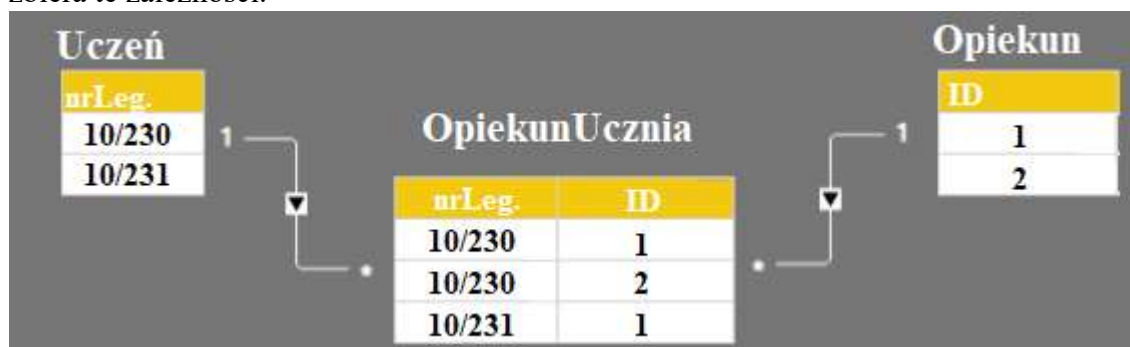 Uczeń
nrLeg.
10/230
10/231
1
OpiekunUcznia
nrLeg. ID
10/230 1
10/230 2
10/231 1
*
*
Opiekun
ID
1
2
1